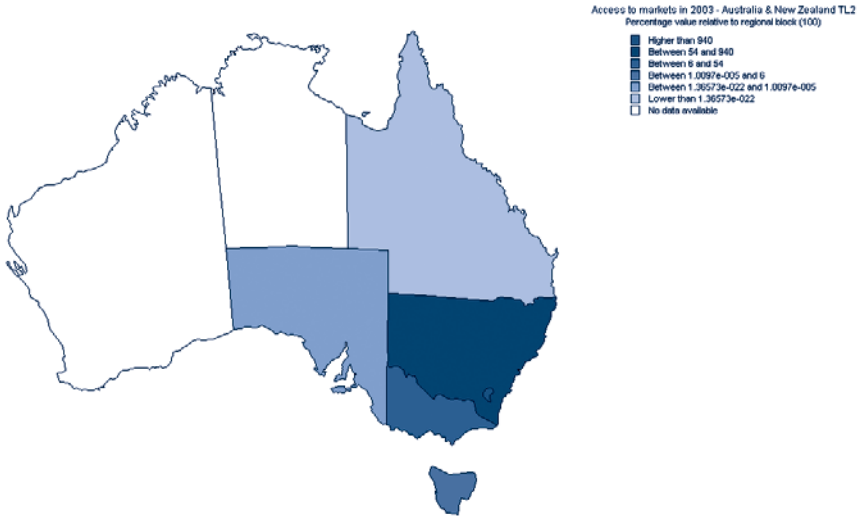 Access to markets in 2003 - Australia & New Zealand TL2
Percentage value relative to regional block (100)
Higher than 940
Between 54 and 940
Between 6 and 54
Between 1.0097e-005 and 6
Between 1.36573e-022 and 1.0097e-005
Lower than 1.36573e-022
No data available